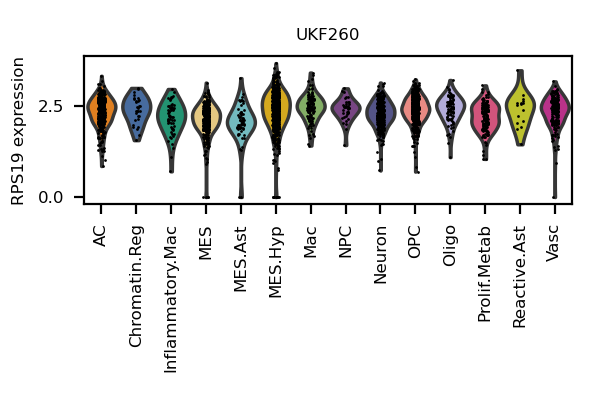 UKF260
RPS19 expression
2.5
0.0
AC
Chromatin.Reg
Inflammatory.Mac
MES
MES.Ast
MES.Hyp
Mac
NPC
Neuron
OPC
Oligo
Prolif.Metab
Reactive.Ast
Vasc